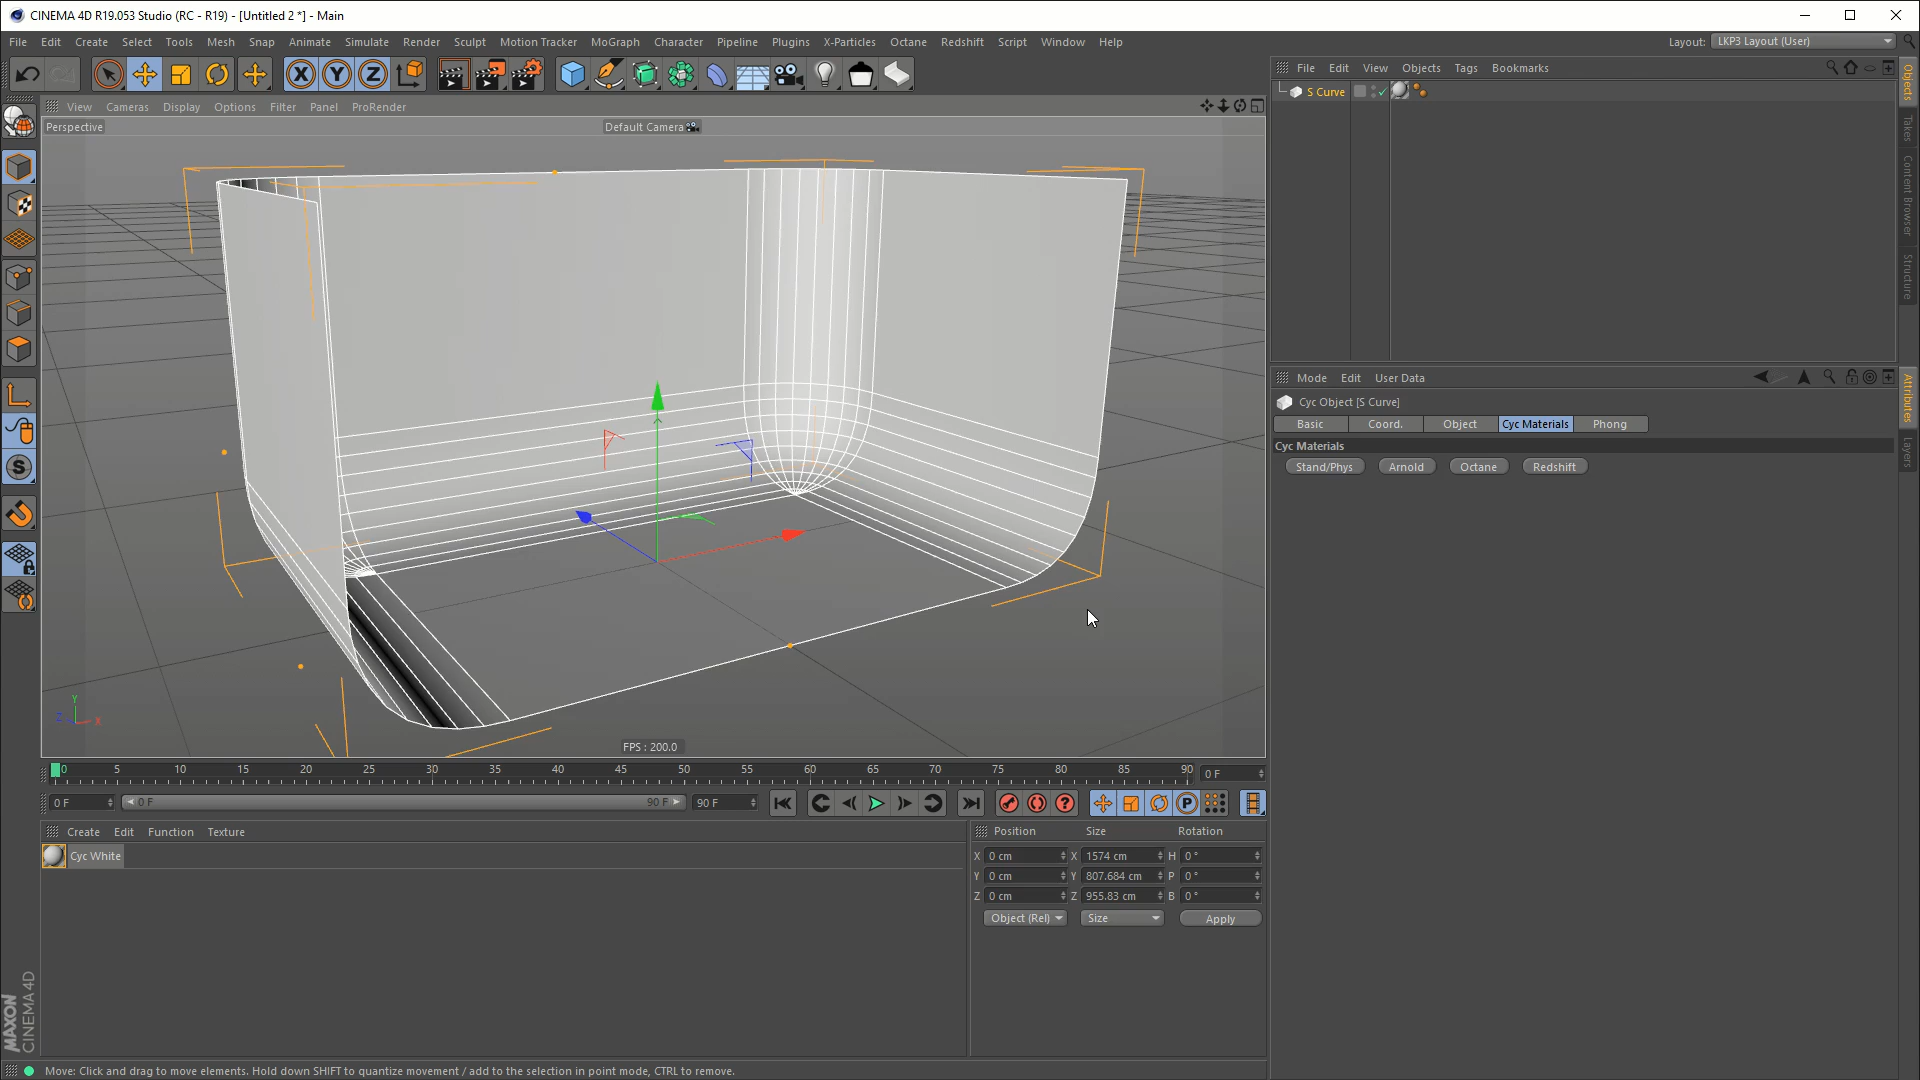 CINEMA 4D R19.053 Studio (RC - R19) - [Untitled 2 *] - Main
File Edit Create Select Tools Mesh Snap Animate Simulate Render Sculpt Motion Tracker MoGraph Character Pipeline Plugins X-Particles Octane Redshift Script Window Help
Layout: LKP3 Layout (User)
X Y Z
File Edit View Objects Tags Bookmarks
S Curve
Objects
Takes
Content Browser
Structure
View Cameras Display Options Filter Panel ProRender
Perspective
Default Camera
Y
Z
X
FPS : 200.0
Mode Edit User Data
Cyc Object [S Curve]
Basic Coord. Object Cyc Materials Phong
Cyc Materials
Stand/Phys Arnold Octane Redshift
Attributes
Layers
S
0 5 10 15 20 25 30 35 40 45 50 55 60 65 70 75 80 85 90
0 F
0 F
0 F
90 F
90 F
P
Create Edit Function Texture
Cyc White
Position Size Rotation
X 0 cm X 1574 cm H 0 °
Y 0 cm Y 807.684 cm P 0 °
Z 0 cm Z 955.83 cm B 0 °
Object (Rel) Size Apply
MAXON
CINEMA 4D
Move: Click and drag to move elements. Hold down SHIFT to quantize movement / add to the selection in point mode, CTRL to remove.